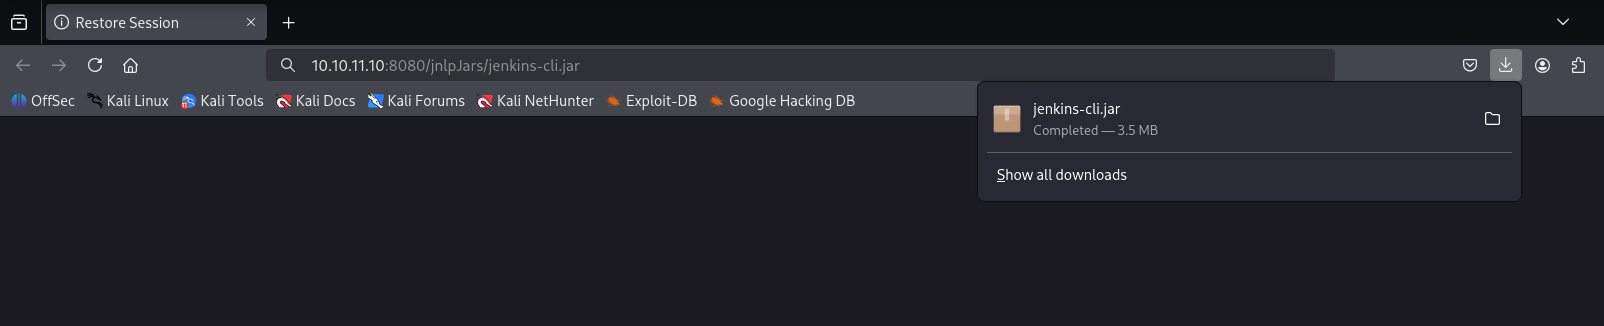 Restore Session
10.10.11.10:8080/jnlpJars/jenkins-cli.jar
OffSec Kali Linux Kali Tools Kali Docs Kali Forums Kali NetHunter Exploit-DB Google Hacking DB
jenkins-cli.jar
Completed — 3.5 MB
Show all downloads